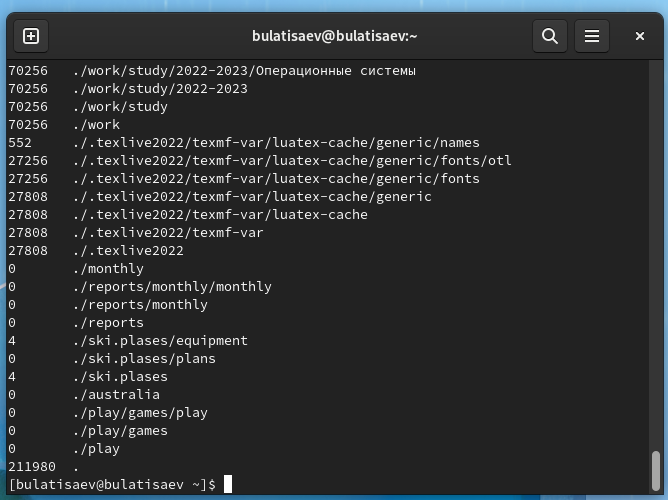 bulatisaev@bulatisaev:~
70256 ./work/study/2022-2023/Операционные системы
70256 ./work/study/2022-2023
70256 ./work/study
70256 ./work
552 ./.texlive2022/texmf-var/luatex-cache/generic/names
27256 ./.texlive2022/texmf-var/luatex-cache/generic/fonts/otl
27256 ./.texlive2022/texmf-var/luatex-cache/generic/fonts
27808 ./.texlive2022/texmf-var/luatex-cache/generic
27808 ./.texlive2022/texmf-var/luatex-cache
27808 ./.texlive2022/texmf-var
27808 ./.texlive2022
0 ./monthly
0 ./reports/monthly/monthly
0 ./reports/monthly
0 ./reports
4 ./ski.plases/equipment
0 ./ski.plases/plans
4 ./ski.plases
0 ./australia
0 ./play/games/play
0 ./play/games
0 ./play
211980 .
[bulatisaev@bulatisaev ~]$